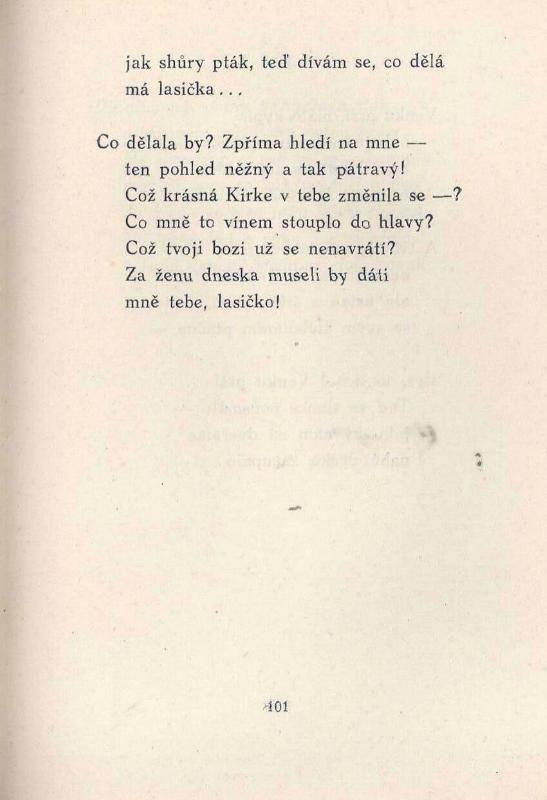 jak shůry pták, teď dívám se, co dělá
má lasička...
Co dělala by? Zpříma hledí na mne —
ten pohled něžný a tak pátravý!
Což krásná Kirke v tebe změnila se —?
Co mně to vínem stouplo do hlavy?
Což tvoji bozi už se nenavrátí?
Za ženu dneska museli by dáti
mně tebe, lasičko!
101